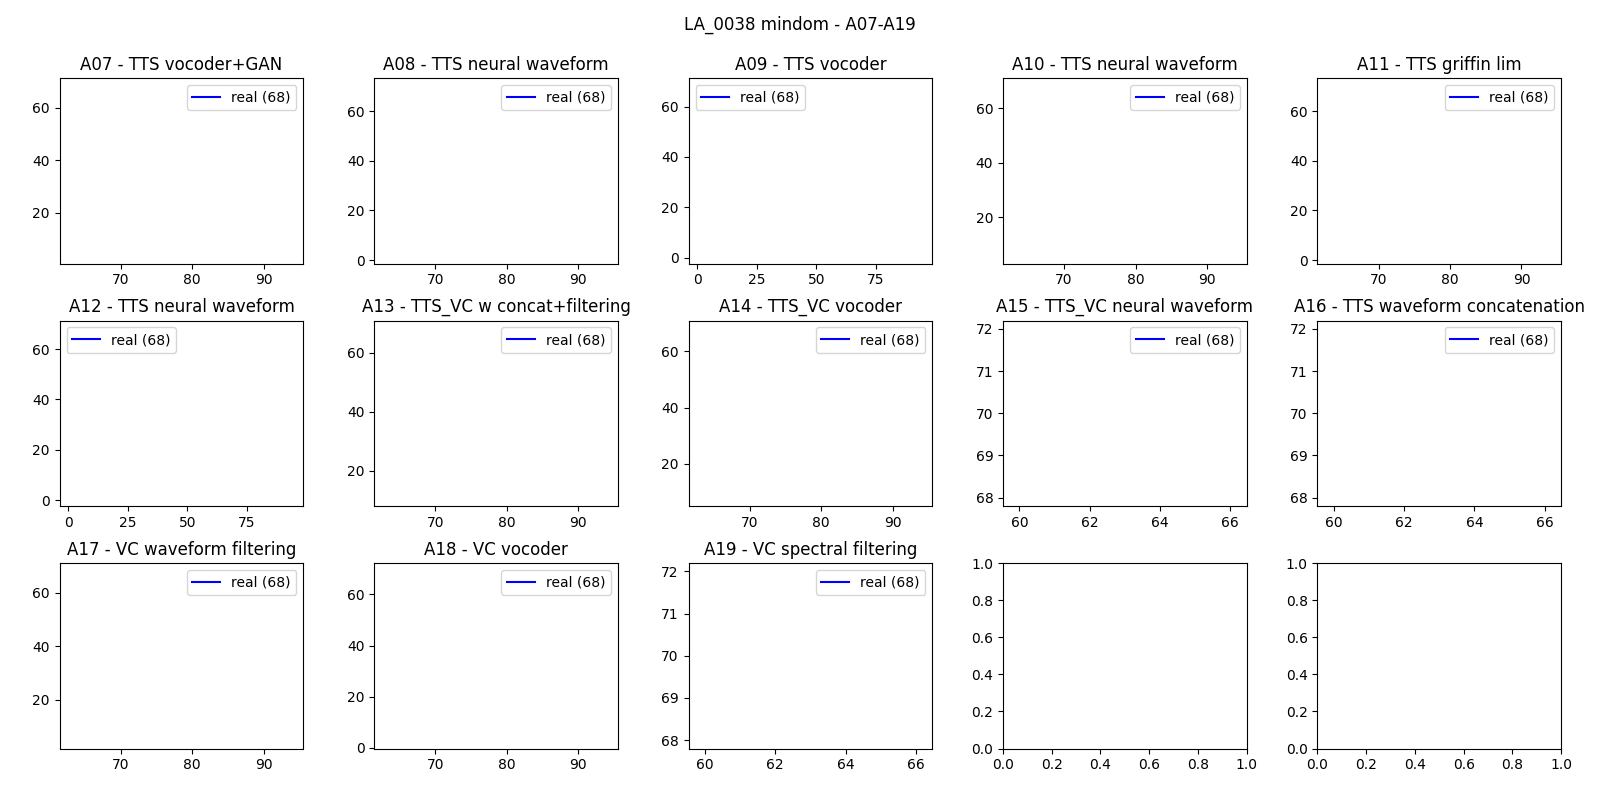 LA_0038 mindom - A07-A19
A07 - TTS vocoder+GAN
real (68)
60
40
20
70 80 90
A08 - TTS neural waveform
real (68)
60
40
20
0
70 80 90
A09 - TTS vocoder
real (68)
60
40
20
0
0 25 50 75
A10 - TTS neural waveform
real (68)
60
40
20
70 80 90
A11 - TTS griffin lim
real (68)
60
40
20
0
70 80 90
A12 - TTS neural waveform
real (68)
60
40
20
0
0 25 50 75
A13 - TTS_VC w concat+filtering
real (68)
60
40
20
70 80 90
A14 - TTS_VC vocoder
real (68)
60
40
20
70 80 90
A15 - TTS_VC neural waveform
real (68)
72
71
70
69
68
60 62 64 66
A16 - TTS waveform concatenation
real (68)
72
71
70
69
68
60 62 64 66
A17 - VC waveform filtering
real (68)
60
40
20
70 80 90
A18 - VC vocoder
real (68)
60
40
20
0
70 80 90
A19 - VC spectral filtering
real (68)
72
71
70
69
68
60 62 64 66
1.0
0.8
0.6
0.4
0.2
0.0
0.0 0.2 0.4 0.6 0.8 1.0
1.0
0.8
0.6
0.4
0.2
0.0
0.0 0.2 0.4 0.6 0.8 1.0